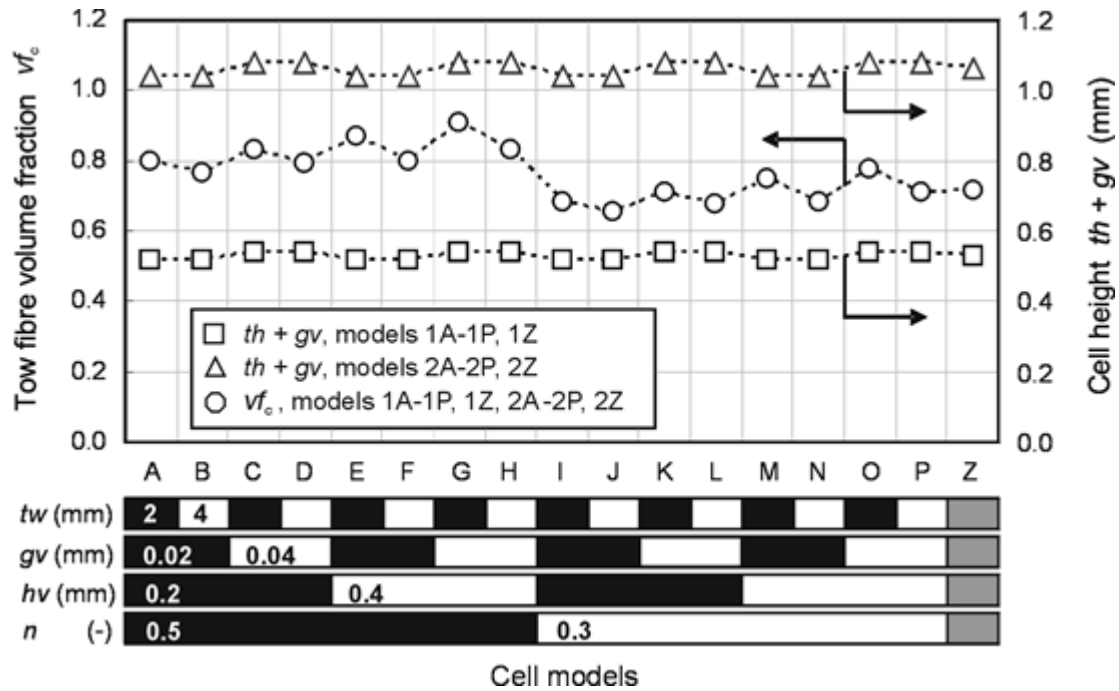 Tow fibre volume fraction vfc
1.2
1.0
0.8
0.6
0.4
0.2
0.0
1.2
1.0
0.8
0.6
0.4
0.2
0.0
Cell height th + gv (mm)
th + gv, models 1A-1P, 1Z
th + gv, models 2A-2P, 2Z
vfc, models 1A-1P, 1Z, 2A-2P, 2Z
A B C D E F G H I J K L M N O P Z
tw (mm) 2 4
gv (mm) 0.02 0.04
hv (mm) 0.2 0.4
n (-) 0.5 0.3
Cell models